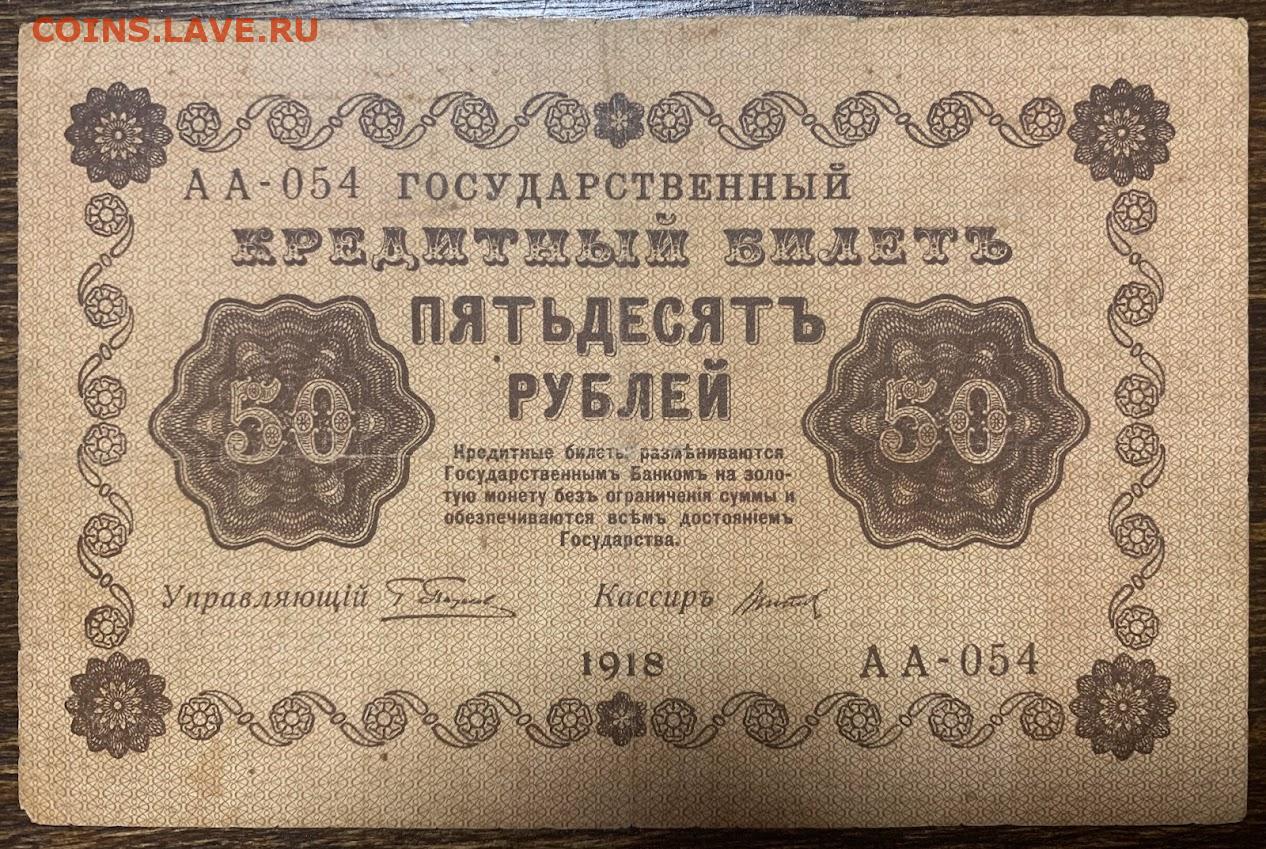 COINS.LAVE.RU
АА-054 ГОСУДАРСТВЕННЫЙ
КРЕДИТНЫЙ БИЛЕТЪ
ПЯТЬДЕСЯТЪ
РУБЛЕЙ
50 50
Кредитные билеты размѣниваются
Государственнымъ Банкомъ на золо-
тую монету безъ ограниченія суммы и
обезпечиваются всѣмъ достояніемъ
Государства.
Управляющій Кассиръ
1918 АА-054